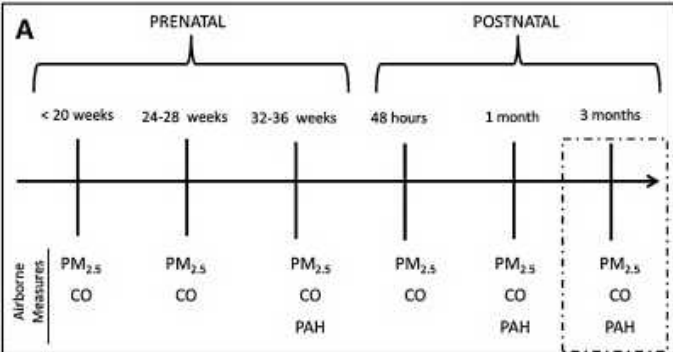 A
PRENATAL POSTNATAL
< 20 weeks 24-28 weeks 32-36 weeks 48 hours 1 month 3 months
Airborne
Measures
PM2.5 PM2.5 PM2.5 PM2.5 PM2.5 PM2.5
CO CO CO CO CO CO
PAH PAH PAH